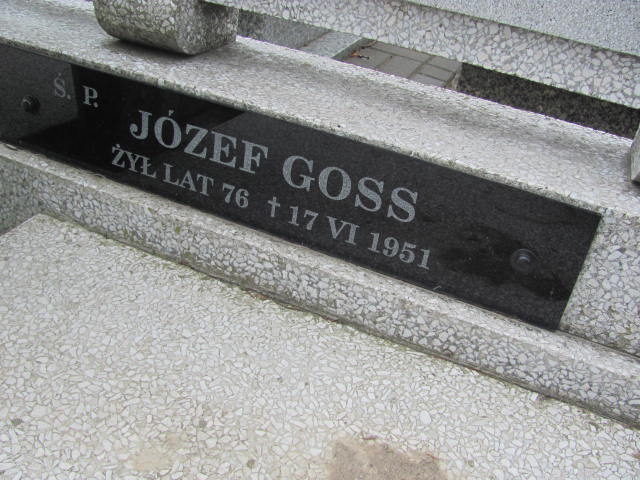 Ś. P.
JÓZEF GOSS
ŻYŁ LAT 76 †17 VI 1951